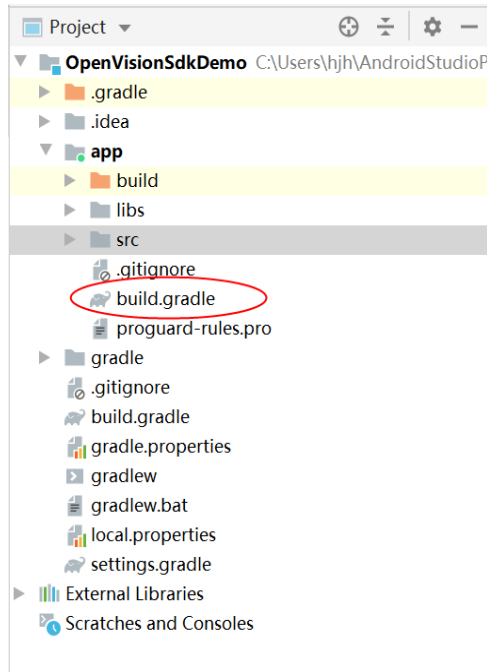 Project
OpenVisionSdkDemo C:\Users\hjh\AndroidStudioP
.gradle
.idea
app
build
libs
src
.gitignore
build.gradle
proguard-rules.pro
gradle
.gitignore
build.gradle
gradle.properties
gradlew
gradlew.bat
local.properties
settings.gradle
External Libraries
Scratches and Consoles